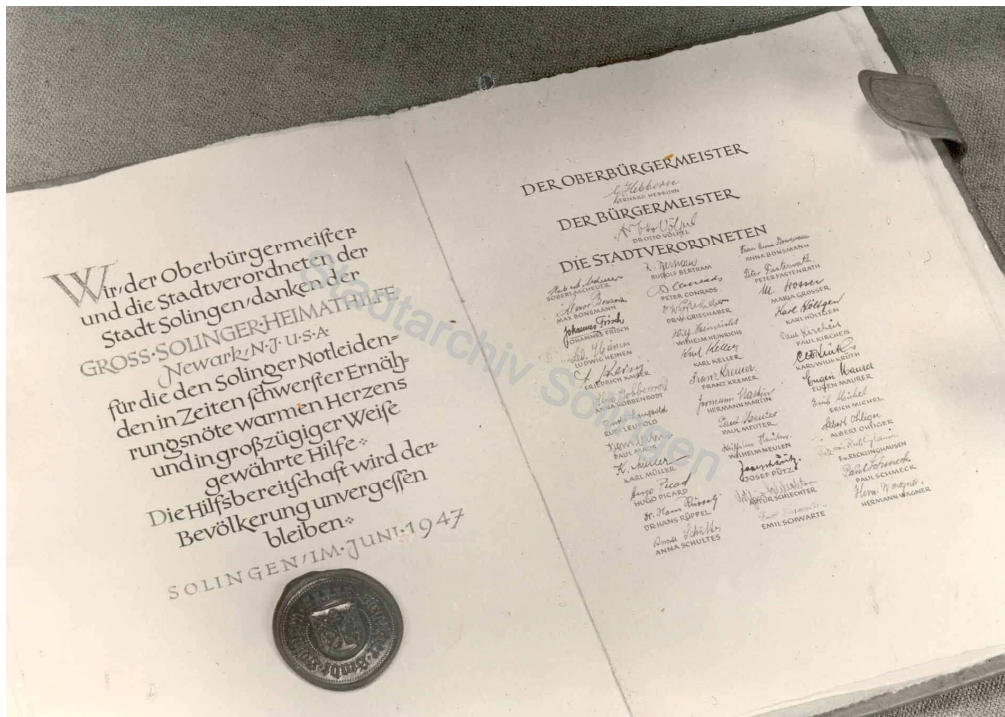 Wir, der Oberbürgermeiſter
und die Stadtverordneten der
Stadt Solingen, danken der
GROSS·SOLINGER·HEIMATHILFE
Newark, N·J·U·S·A
für die den Solinger Notleiden⸗
den in Zeiten ſchwerſter Ernäh⸗
rungsnöte warmen Herzens
und in großzügiger Weiſe
gewährte Hilfe
Die Hilfsbereitſchaft wird der
Bevölkerung unvergeſſen
bleiben
SOLINGEN, IM·JUNI·1947
DER OBERBÜRGERMEISTER
GERHARD HEBBORN
DER BÜRGERMEISTER
DR OTTO VÖLPEL
DIE STADTVERORDNETEN
ROBERT ASCHEUER RUDOLF BERTRAM ANNA BONSMANN
MAX BONSMANN PETER CONRADS PETER FASTENRATH
JOHANNES FRISCH DR W GRIESHABER MARIA GROSSER
LUDWIG HEINEN WILHELM HEINRICHS KARL HÖLTGEN
FRIEDRICH KAISER KARL KELLER PAUL KIRCHEIS
ANNA KOBBENRODT FRANZ KREMER KARL WILH KRUTH
KURT LEUPOLD HERMANN MARTIN EUGEN MAURER
PAUL PAUL MEUTER ERICH MICHEL
KARL MÜLLER WILHELM NEULEN ALBERT OHLIGER
HUGO PICARD JOSEF PÜTZ RECKLINGHAUSEN
DR HANS RÜPPEL ARTUR SCHLECHTER PAUL SCHMECK
ANNA SCHULTES EMIL SCHWARTE HERMANN WAGNER
Stadtarchiv Solingen